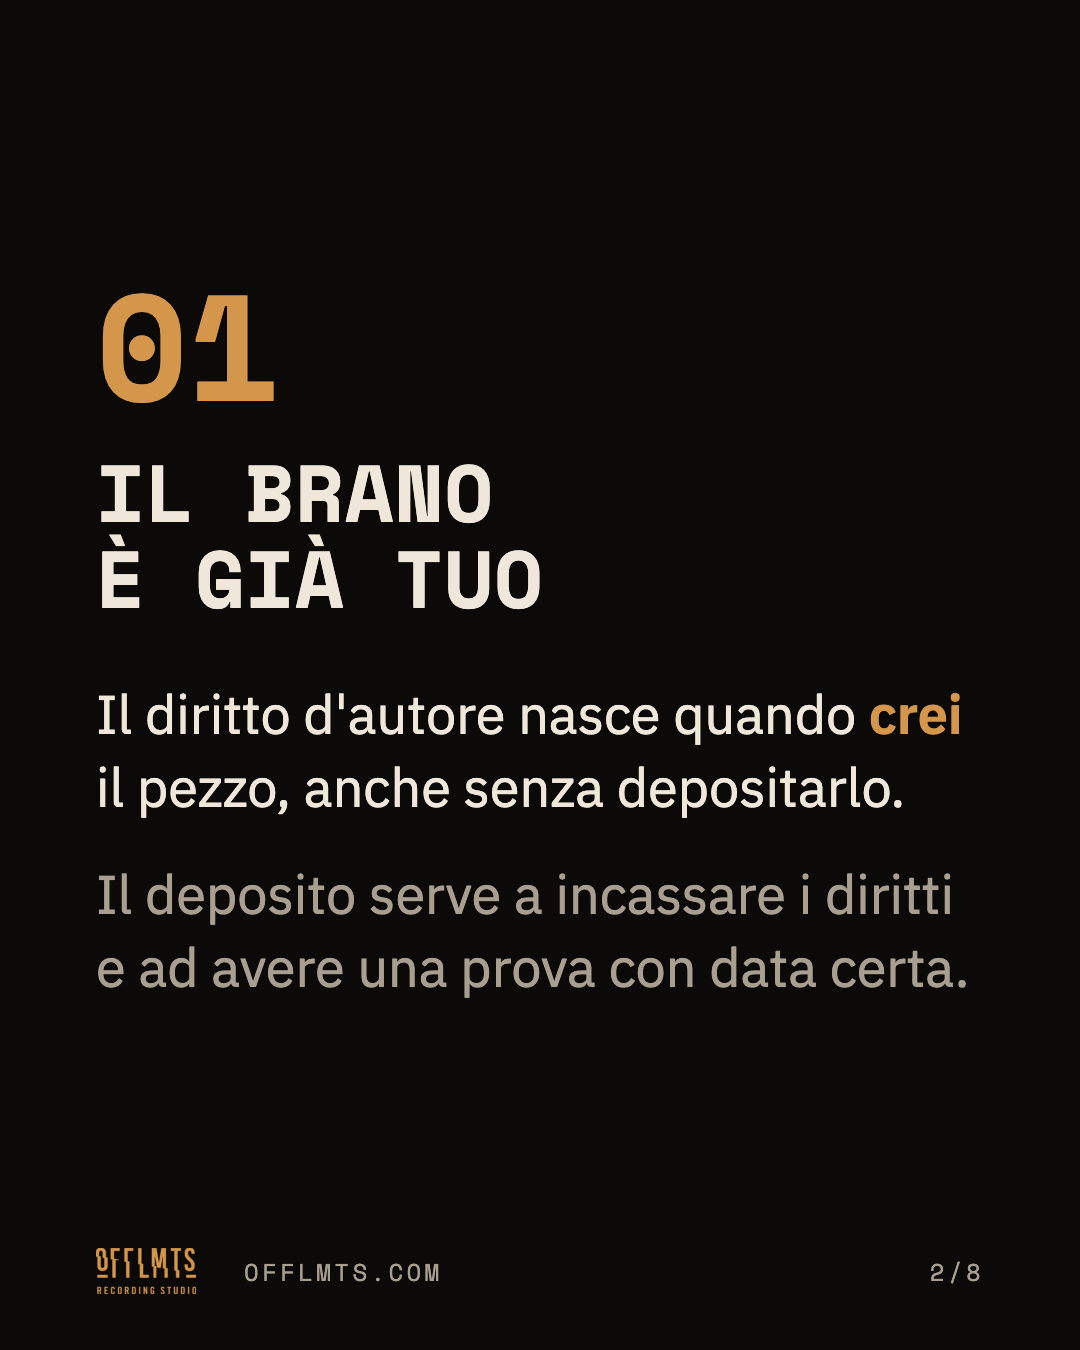 01
IL BRANO
È GIÀ TUO
Il diritto d'autore nasce quando crei
il pezzo, anche senza depositarlo.
Il deposito serve a incassare i diritti
e ad avere una prova con data certa.
OFFLMTS
RECORDING STUDIO
OFFLMTS.COM
2/8